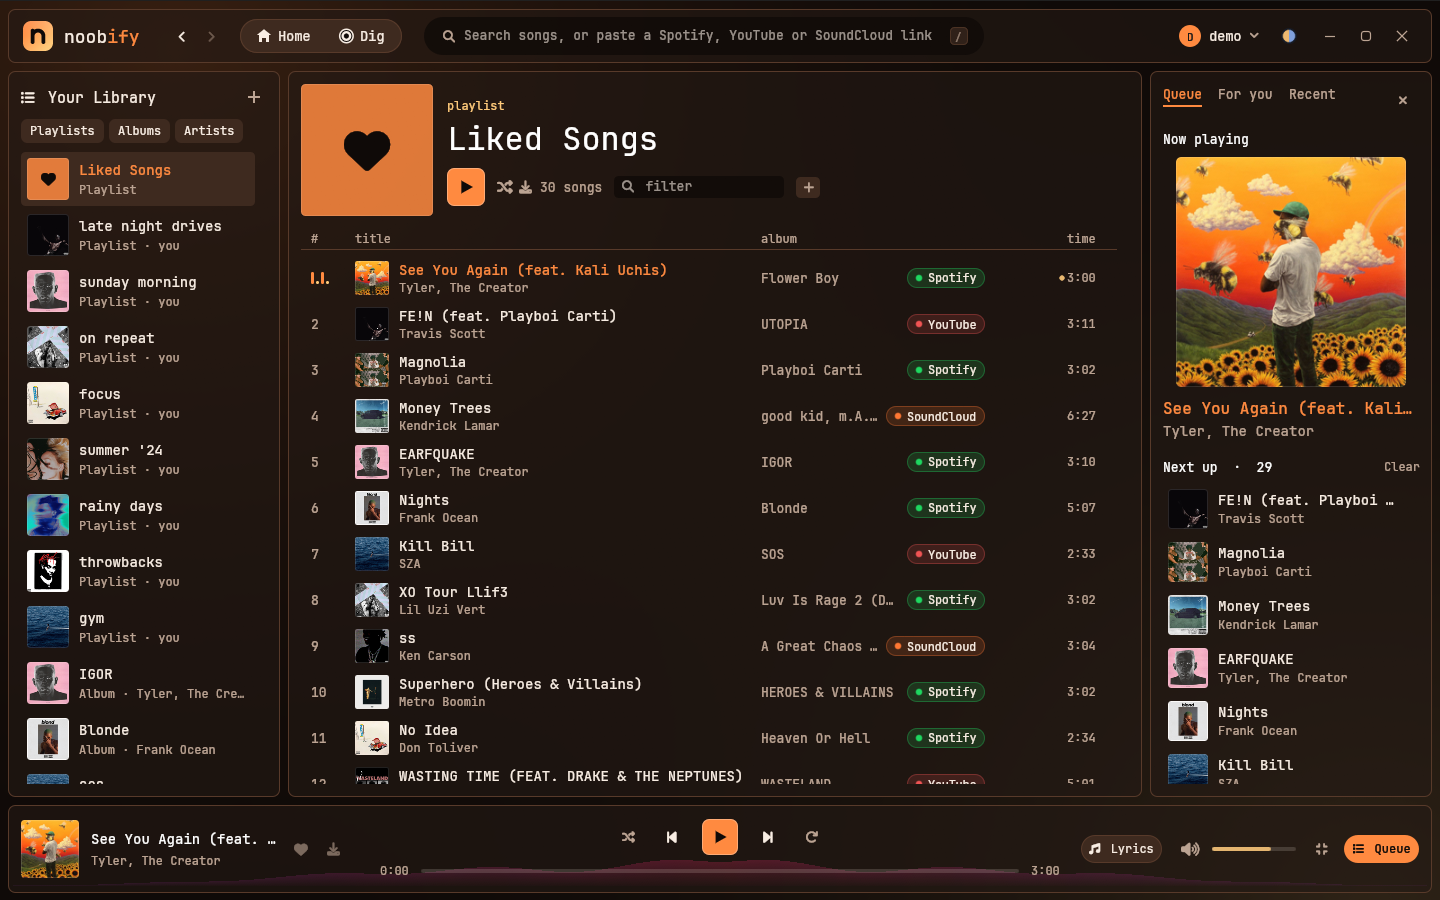 noobify
Home
Dig
Search songs, or paste a Spotify, YouTube or SoundCloud link
/
D
demo
Your Library
Playlists
Albums
Artists
Liked Songs
Playlist
late night drives
Playlist · you
sunday morning
Playlist · you
on repeat
Playlist · you
focus
Playlist · you
summer '24
Playlist · you
rainy days
Playlist · you
throwbacks
Playlist · you
gym
Playlist · you
IGOR
Album · Tyler, The Cre…
Blonde
Album · Frank Ocean
playlist
Liked Songs
30 songs
filter
# title album time
See You Again (feat. Kali Uchis)
Tyler, The Creator
Flower Boy
Spotify
3:00
2
FE!N (feat. Playboi Carti)
Travis Scott
UTOPIA
YouTube
3:11
3
Magnolia
Playboi Carti
Playboi Carti
Spotify
3:02
4
Money Trees
Kendrick Lamar
good kid, m.A.…
SoundCloud
6:27
5
EARFQUAKE
Tyler, The Creator
IGOR
Spotify
3:10
6
Nights
Frank Ocean
Blonde
Spotify
5:07
7
Kill Bill
SZA
SOS
YouTube
2:33
8
XO Tour Llif3
Lil Uzi Vert
Luv Is Rage 2 (D…
Spotify
3:02
9
ss
Ken Carson
A Great Chaos …
SoundCloud
3:04
10
Superhero (Heroes & Villains)
Metro Boomin
HEROES & VILLAINS
Spotify
3:02
11
No Idea
Don Toliver
Heaven Or Hell
Spotify
2:34
12
WASTING TIME (FEAT. DRAKE & THE NEPTUNES)
WASTELAND
YouTube
5:01
Queue
For you
Recent
Now playing
See You Again (feat. Kali…
Tyler, The Creator
Next up · 29
Clear
FE!N (feat. Playboi …
Travis Scott
Magnolia
Playboi Carti
Money Trees
Kendrick Lamar
EARFQUAKE
Tyler, The Creator
Nights
Frank Ocean
Kill Bill
SZA
See You Again (feat. …
Tyler, The Creator
0:00
3:00
Lyrics
Queue